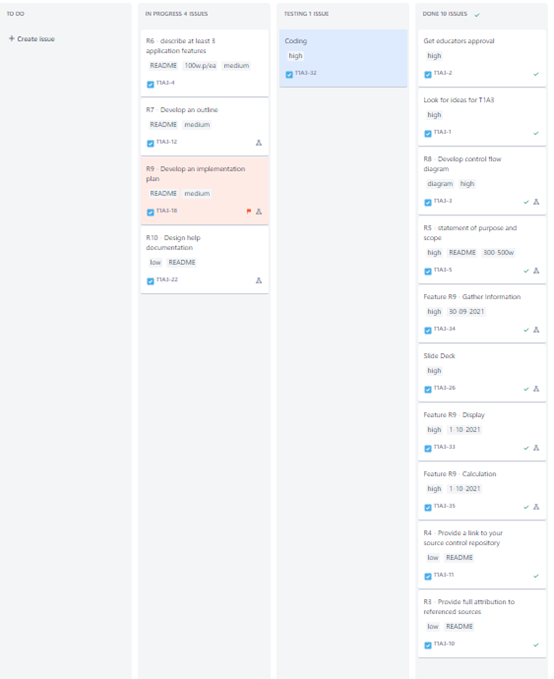 TO DO
+ Create issue
IN PROGRESS 4 ISSUES
R6 - describe at least 3
application features
README 100w.p/ea medium
T1A3-4
R7 - Develop an outline
README medium
T1A3-12
R9 - Develop an implementation
plan
README medium
T1A3-18
R10 - Design help
documentation
low README
T1A3-22
TESTING 1 ISSUE
Coding
high
T1A3-32
DONE 10 ISSUES
Get educators approval
high
T1A3-2
Look for ideas for T1A3
high
T1A3-1
R8 - Develop control flow
diagram
diagram high
T1A3-3
R5 - statement of purpose and
scope
high README 300-500w
T1A3-5
Feature R9 - Gather Information
high 30-09-2021
T1A3-34
Slide Deck
high
T1A3-26
Feature R9 - Display
high 1-10-2021
T1A3-33
Feature R9 - Calculation
high 1-10-2021
T1A3-35
R4 - Provide a link to your
source control repository
low README
T1A3-11
R3 - Provide full attribution to
referenced sources
low README
T1A3-10